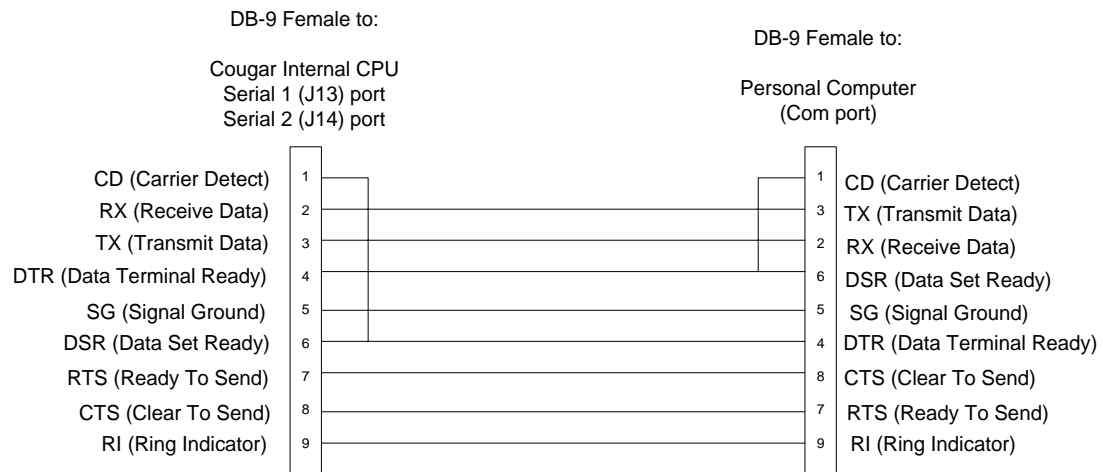 DB-9 Female to:
Cougar Internal CPU
Serial 1 (J13) port
Serial 2 (J14) port
DB-9 Female to:
Personal Computer
(Com port)
CD (Carrier Detect) 1
RX (Receive Data) 2
TX (Transmit Data) 3
DTR (Data Terminal Ready) 4
SG (Signal Ground) 5
DSR (Data Set Ready) 6
RTS (Ready To Send) 7
CTS (Clear To Send) 8
RI (Ring Indicator) 9
1 CD (Carrier Detect)
3 TX (Transmit Data)
2 RX (Receive Data)
6 DSR (Data Set Ready)
5 SG (Signal Ground)
4 DTR (Data Terminal Ready)
8 CTS (Clear To Send)
7 RTS (Ready To Send)
9 RI (Ring Indicator)